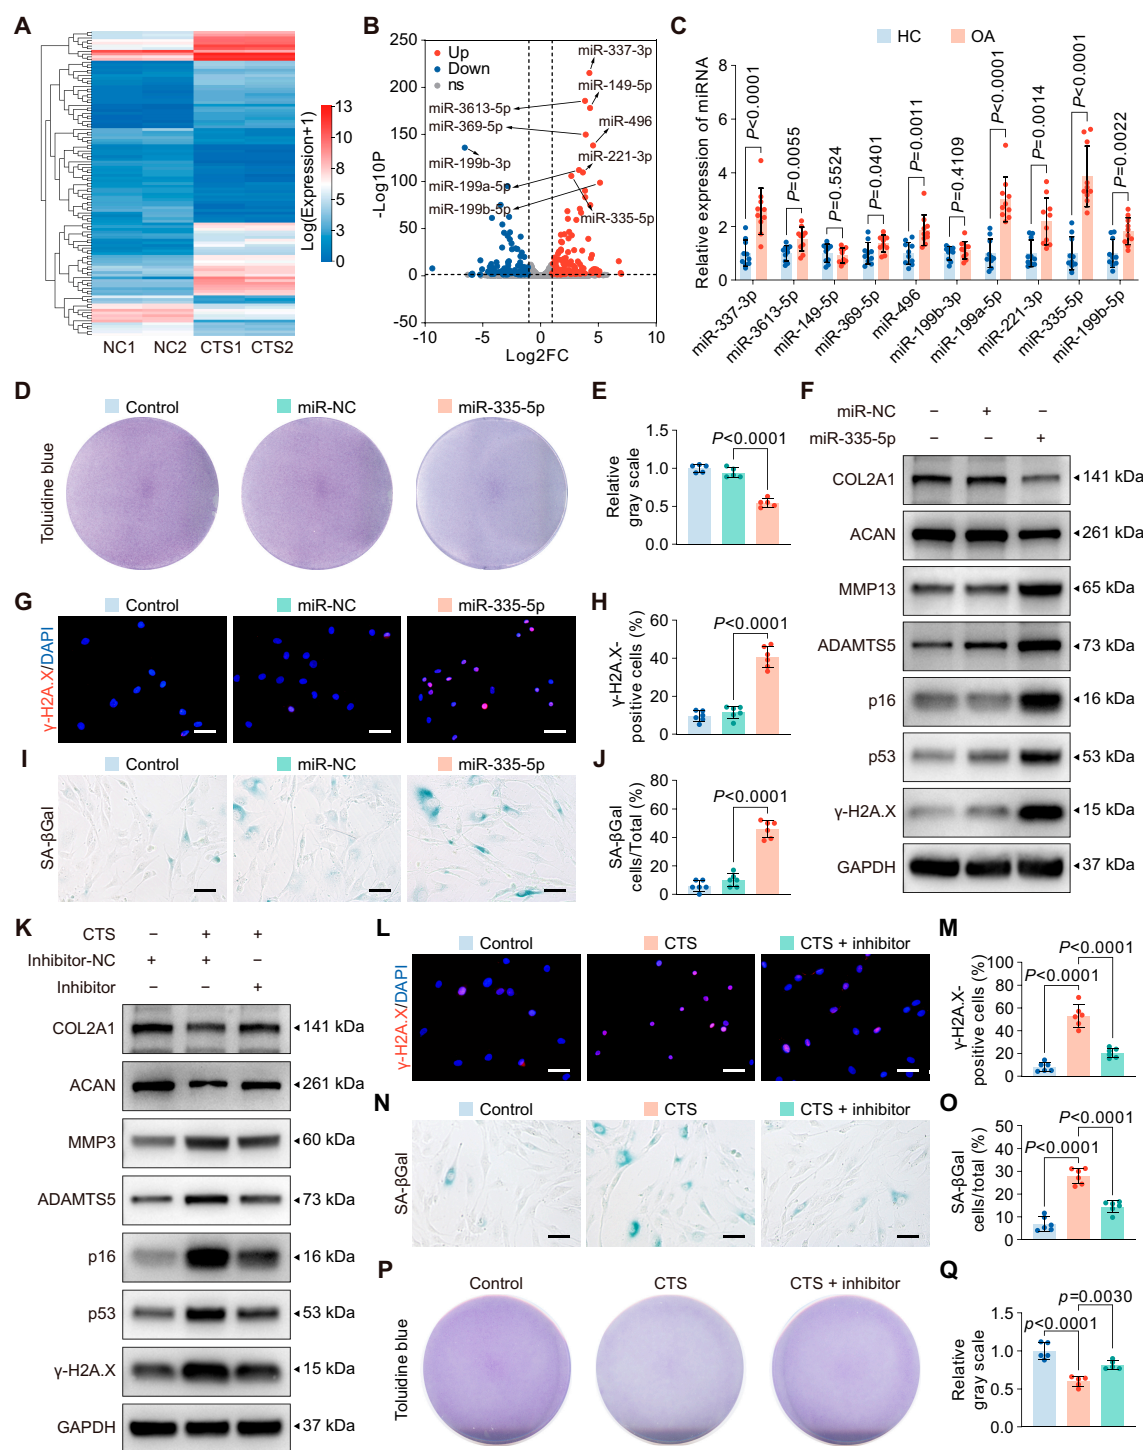 A
13
10
8
5
3
0
Log(Expression+1)
NC1 NC2 CTS1 CTS2
B
250
200
150
100
50
0
-50
-Log10P
Up
Down
ns
miR-337-3p
miR-149-5p
miR-3613-5p
miR-496
miR-369-5p
miR-221-3p
miR-199b-3p
miR-199a-5p
miR-199b-5p
miR-335-5p
-10 -5 0 5 10
Log2FC
C
HC OA
Relative expression of miRNA
8
6
4
2
0
P<0.0001
P=0.0055
P=0.5524
P=0.0401
P=0.0011
P=0.4109
P<0.0001
P=0.0014
P<0.0001
P=0.0022
miR-337-3p
miR-3613-5p
miR-149-5p
miR-369-5p
miR-496
miR-199b-3p
miR-199a-5p
miR-221-3p
miR-335-5p
miR-199b-5p
D
Control miR-NC miR-335-5p
Toluidine blue
E
Relative
gray scale
1.5
1.0
0.5
0.0
P<0.0001
F
miR-NC – + –
miR-335-5p – – +
COL2A1 141 kDa
ACAN 261 kDa
MMP13 65 kDa
ADAMTS5 73 kDa
p16 16 kDa
p53 53 kDa
γ-H2A.X 15 kDa
GAPDH 37 kDa
G
Control miR-NC miR-335-5p
γ-H2A.X/DAPI
H
γ-H2A.X-
positive cells (%)
60
40
20
0
P<0.0001
I
Control miR-NC miR-335-5p
SA-βGal
J
SA-βGal
cells/Total (%)
80
60
40
20
0
P<0.0001
K
CTS – + +
Inhibitor-NC + + –
Inhibitor – – +
COL2A1 141 kDa
ACAN 261 kDa
MMP3 60 kDa
ADAMTS5 73 kDa
p16 16 kDa
p53 53 kDa
γ-H2A.X 15 kDa
GAPDH 37 kDa
L
Control CTS CTS + inhibitor
γ-H2A.X/DAPI
M
γ-H2A.X-
positive cells (%)
100
80
60
40
20
0
P<0.0001
P<0.0001
N
Control CTS CTS + inhibitor
SA-βGal
O
SA-βGal
cells/total (%)
50
40
30
20
10
0
P<0.0001
P<0.0001
P
Control CTS CTS + inhibitor
Toluidine blue
Q
Relative
gray scale
1.5
1.0
0.5
0.0
p=0.0030
p<0.0001